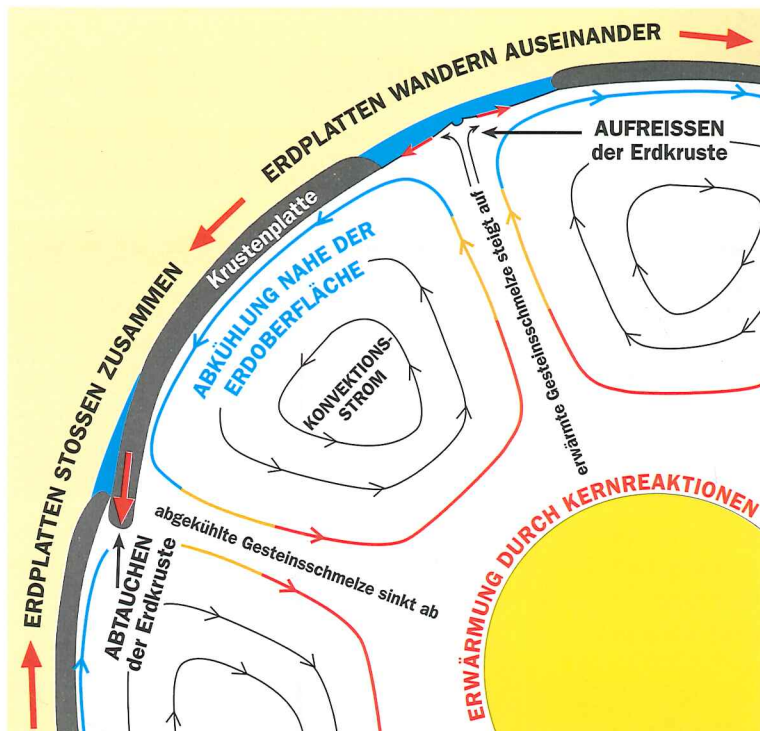 ERDPLATTEN WANDERN AUSEINANDER
AUFREISSEN
der Erdkruste
Krustenplatte
ABKÜHLUNG NAHE DER
ERDOBERFLÄCHE
erwärmte Gesteinsschmelze steigt auf
ERDPLATTEN STOSSEN ZUSAMMEN
KONVEKTIONS-
STROM
abgekühlte Gesteinsschmelze sinkt ab
ABTAUCHEN
der Erdkruste
ERWÄRMUNG DURCH KERNREAKTIONEN